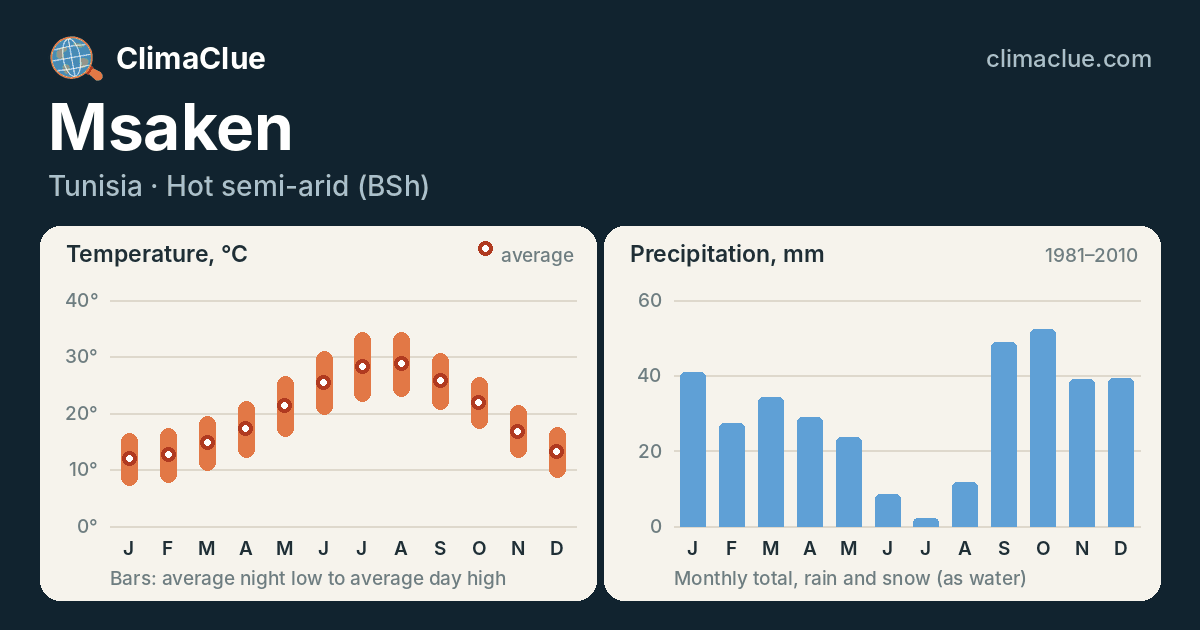 ClimaClue
climaclue.com
Msaken
Tunisia · Hot semi-arid (BSh)
Temperature, °C
average
40°
30°
20°
10°
0°
J F M A M J J A S O N D
Bars: average night low to average day high
Precipitation, mm
1981–2010
60
40
20
0
J F M A M J J A S O N D
Monthly total, rain and snow (as water)